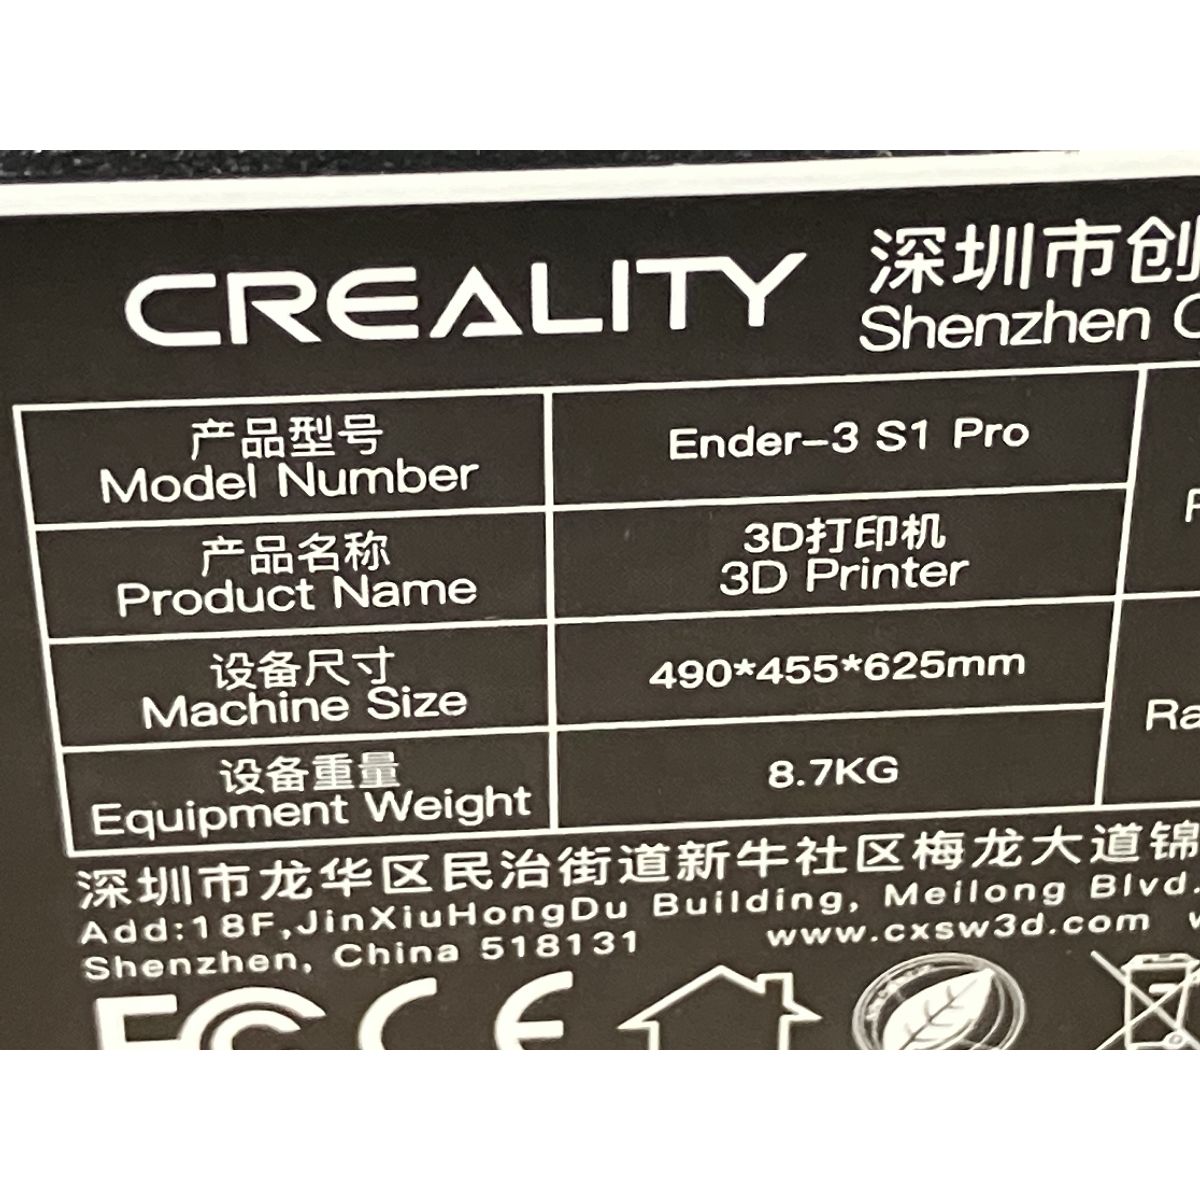 CREALITY
深圳市创
Shenzhen
产品型号
Model Number
Ender-3 S1 Pro
产品名称
Product Name
3D打印机
3D Printer
设备尺寸
Machine Size
490*455*625mm
设备重量
Equipment Weight
8.7KG
深圳市龙华区民治街道新牛社区梅龙大道锦
Add:18F,JinXiuHongDu Building, Meilong Blvd.
Shenzhen, China 518131
www.cxsw3d.com
FC CE